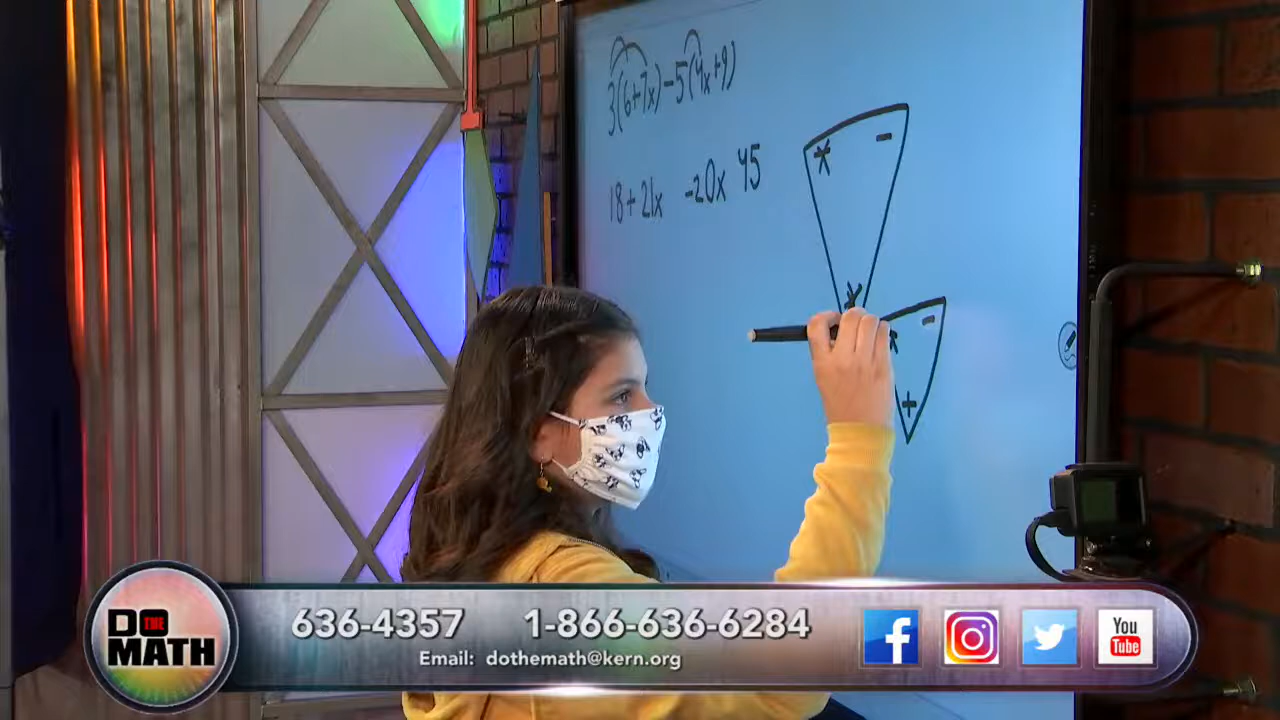 3(6+7x)-5(4x+9)
18+21x -20x 45
DO THE MATH
636-4357 1-866-636-6284
Email: dothemath@kern.org
You Tube